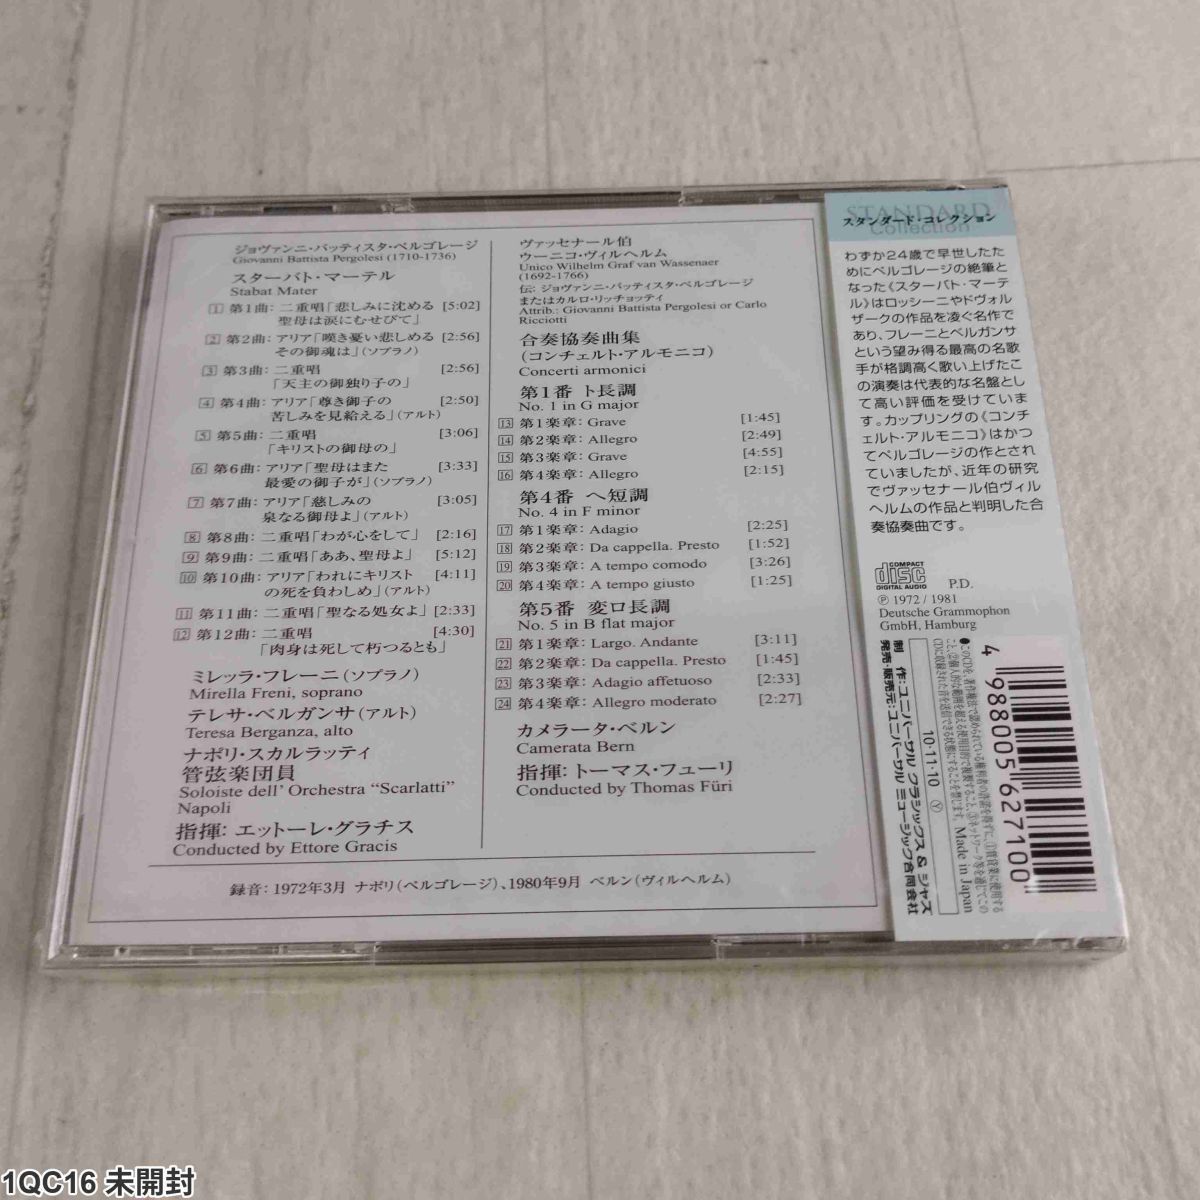 ジョヴァンニ・バッティスタ・ペルゴレージ
Giovanni Battista Pergolesi (1710-1736)
スターバト・マーテル
Stabat Mater
1 第1曲: 二重唱「悲しみに沈める [5:02]
聖母は涙にむせびて」
2 第2曲: アリア「嘆き憂い悲しめる [2:56]
その御魂は」(ソプラノ)
3 第3曲: 二重唱 [2:56]
「天主の御独り子の」
4 第4曲: アリア「尊き御子の [2:50]
苦しみを見給える」(アルト)
5 第5曲: 二重唱 [3:06]
「キリストの御母の」
6 第6曲: アリア「聖母はまた [3:33]
最愛の御子が」(ソプラノ)
7 第7曲: アリア「慈しみの [3:05]
泉なる御母よ」(アルト)
8 第8曲: 二重唱「わが心をして」 [2:16]
9 第9曲: 二重唱「ああ、聖母よ」 [5:12]
10 第10曲: アリア「われにキリスト [4:11]
の死を負わしめ」(アルト)
11 第11曲: 二重唱「聖なる処女よ」 [2:33]
12 第12曲: 二重唱 [4:30]
「肉身は死して朽つるとも」
ミレッラ・フレーニ(ソプラノ)
Mirella Freni, soprano
テレサ・ベルガンサ(アルト)
Teresa Berganza, alto
ナポリ・スカルラッティ
管弦楽団員
Soloiste dell' Orchestra "Scarlatti"
Napoli
指揮: エットーレ・グラチス
Conducted by Ettore Gracis
ヴァッセナール伯
ウーニコ・ヴィルヘルム
Unico Wilhelm Graf van Wassenaer
(1692-1766)
伝: ジョヴァンニ・バッティスタ・ペルゴレージ
またはカルロ・リッチョッティ
Attrib.: Giovanni Battista Pergolesi or Carlo
Ricciotti
合奏協奏曲集
(コンチェルト・アルモニコ)
Concerti armonici
第1番 ト長調
No. 1 in G major
13 第1楽章: Grave [1:45]
14 第2楽章: Allegro [2:49]
15 第3楽章: Grave [4:55]
16 第4楽章: Allegro [2:15]
第4番 ヘ短調
No. 4 in F minor
17 第1楽章: Adagio [2:25]
18 第2楽章: Da cappella. Presto [1:52]
19 第3楽章: A tempo comodo [3:26]
20 第4楽章: A tempo giusto [1:25]
第5番 変ロ長調
No. 5 in B flat major
21 第1楽章: Largo. Andante [3:11]
22 第2楽章: Da cappella. Presto [1:45]
23 第3楽章: Adagio affetuoso [2:33]
24 第4楽章: Allegro moderato [2:27]
カメラータ・ベルン
Camerata Bern
指揮: トーマス・フューリ
Conducted by Thomas Füri
録音: 1972年3月 ナポリ(ペルゴレージ)、1980年9月 ベルン(ヴィルヘルム)
STANDARD
スタンダード・コレクション
Collection
わずか24歳で早世したた
めにペルゴレージの絶筆と
なった《スターバト・マーテ
ル》はロッシーニやドヴォル
ザークの作品を凌ぐ名作で
あり、フレーニとベルガンサ
という望み得る最高の名歌
手が格調高く歌い上げたこ
の演奏は代表的な名盤とし
て高い評価を受けていま
す。カップリングの《コンチ
ェルト・アルモニコ》はかつ
てペルゴレージの作とされ
ていましたが、近年の研究
でヴァッセナール伯ヴィル
ヘルムの作品と判明した合
奏協奏曲です。
COMPACT
disc
DIGITAL AUDIO
P.D.
Ⓟ 1972 / 1981
Deutsche Grammophon
GmbH, Hamburg
制 作: ユニバーサル クラシックス & ジャズ
発売・販売元: ユニバーサル ミュージック合同会社
10・11・10 Ⓨ
Made in Japan
4 988005 627100
1QC16 未開封